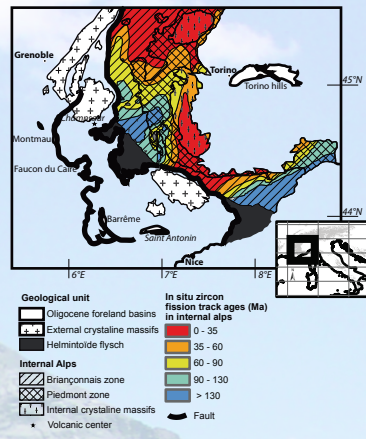 Grenoble
Torino
Torino hills
45°N
Champsaur
Montmaur
Faucon du Caire
Barrême
Saint Antonin
44°N
Nice
6°E
7°E
8°E
Geological unit
Oligocene foreland basins
External crystaline massifs
Helmintoïde flysch
Internal Alps
Briançonnais zone
Piedmont zone
Internal crystaline massifs
Volcanic center
In situ zircon
fission track ages (Ma)
in internal alps
0 - 35
35 - 60
60 - 90
90 - 130
> 130
Fault